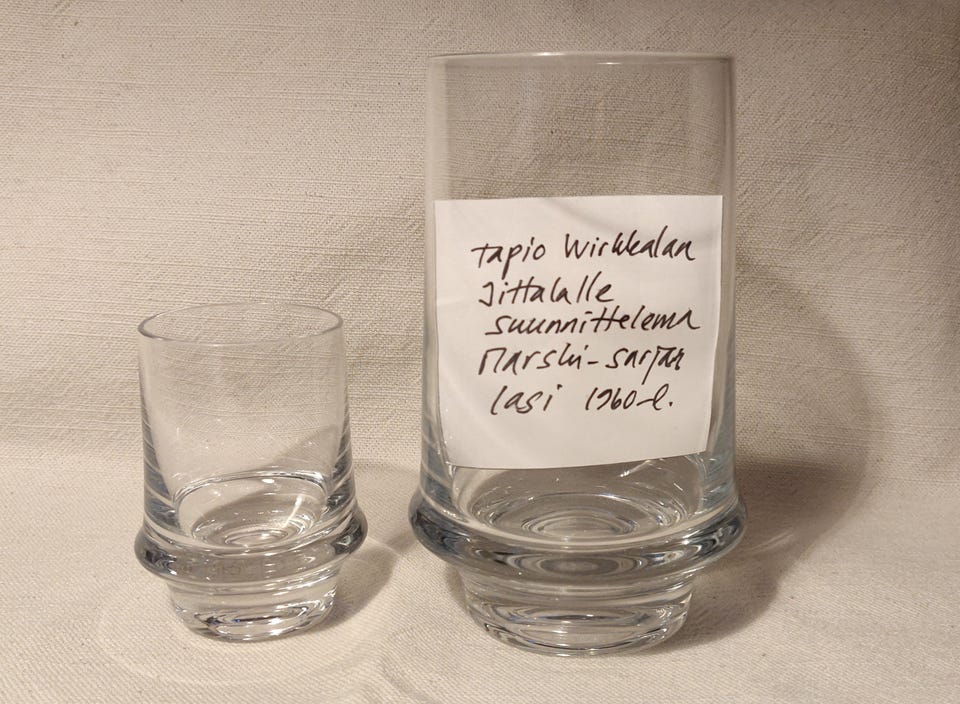 Tapio Wirkkalan
Iittalalle
suunnittelema
Marski-sarjan
lasi 1960-l.